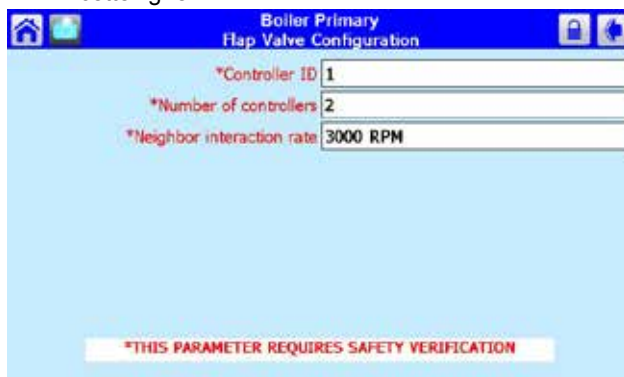 Boiler Primary
Flap Valve Configuration
*Controller ID 1
*Number of controllers 2
*Neighbor interaction rate 3000 RPM
*THIS PARAMETER REQUIRES SAFETY VERIFICATION